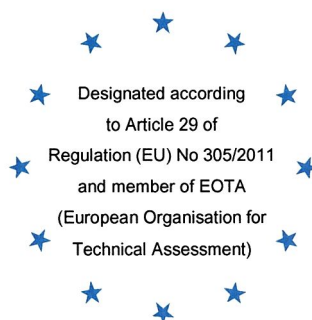 Designated according
to Article 29 of
Regulation (EU) No 305/2011
and member of EOTA
(European Organisation for
Technical Assessment)